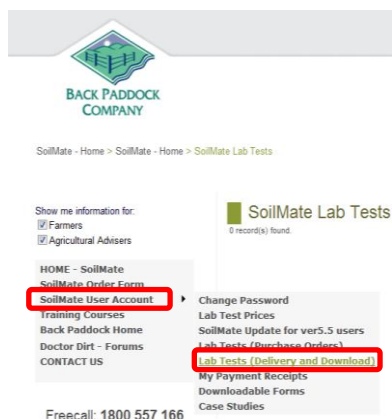 BACK PADDOCK
COMPANY
SoilMate - Home > SoilMate - Home > SoilMate Lab Tests
Show me information for:
Farmers
Agricultural Advisers
SoilMate Lab Tests
0 record(s) found.
HOME - SoilMate
SoilMate Order Form
SoilMate User Account
Training Courses
Back Paddock Home
Doctor Dirt - Forums
CONTACT US
Change Password
Lab Test Prices
SoilMate Update for ver5.5 users
Lab Tests (Purchase Orders)
Lab Tests (Delivery and Download)
My Payment Receipts
Downloadable Forms
Case Studies
Freecall: 1800 557 166